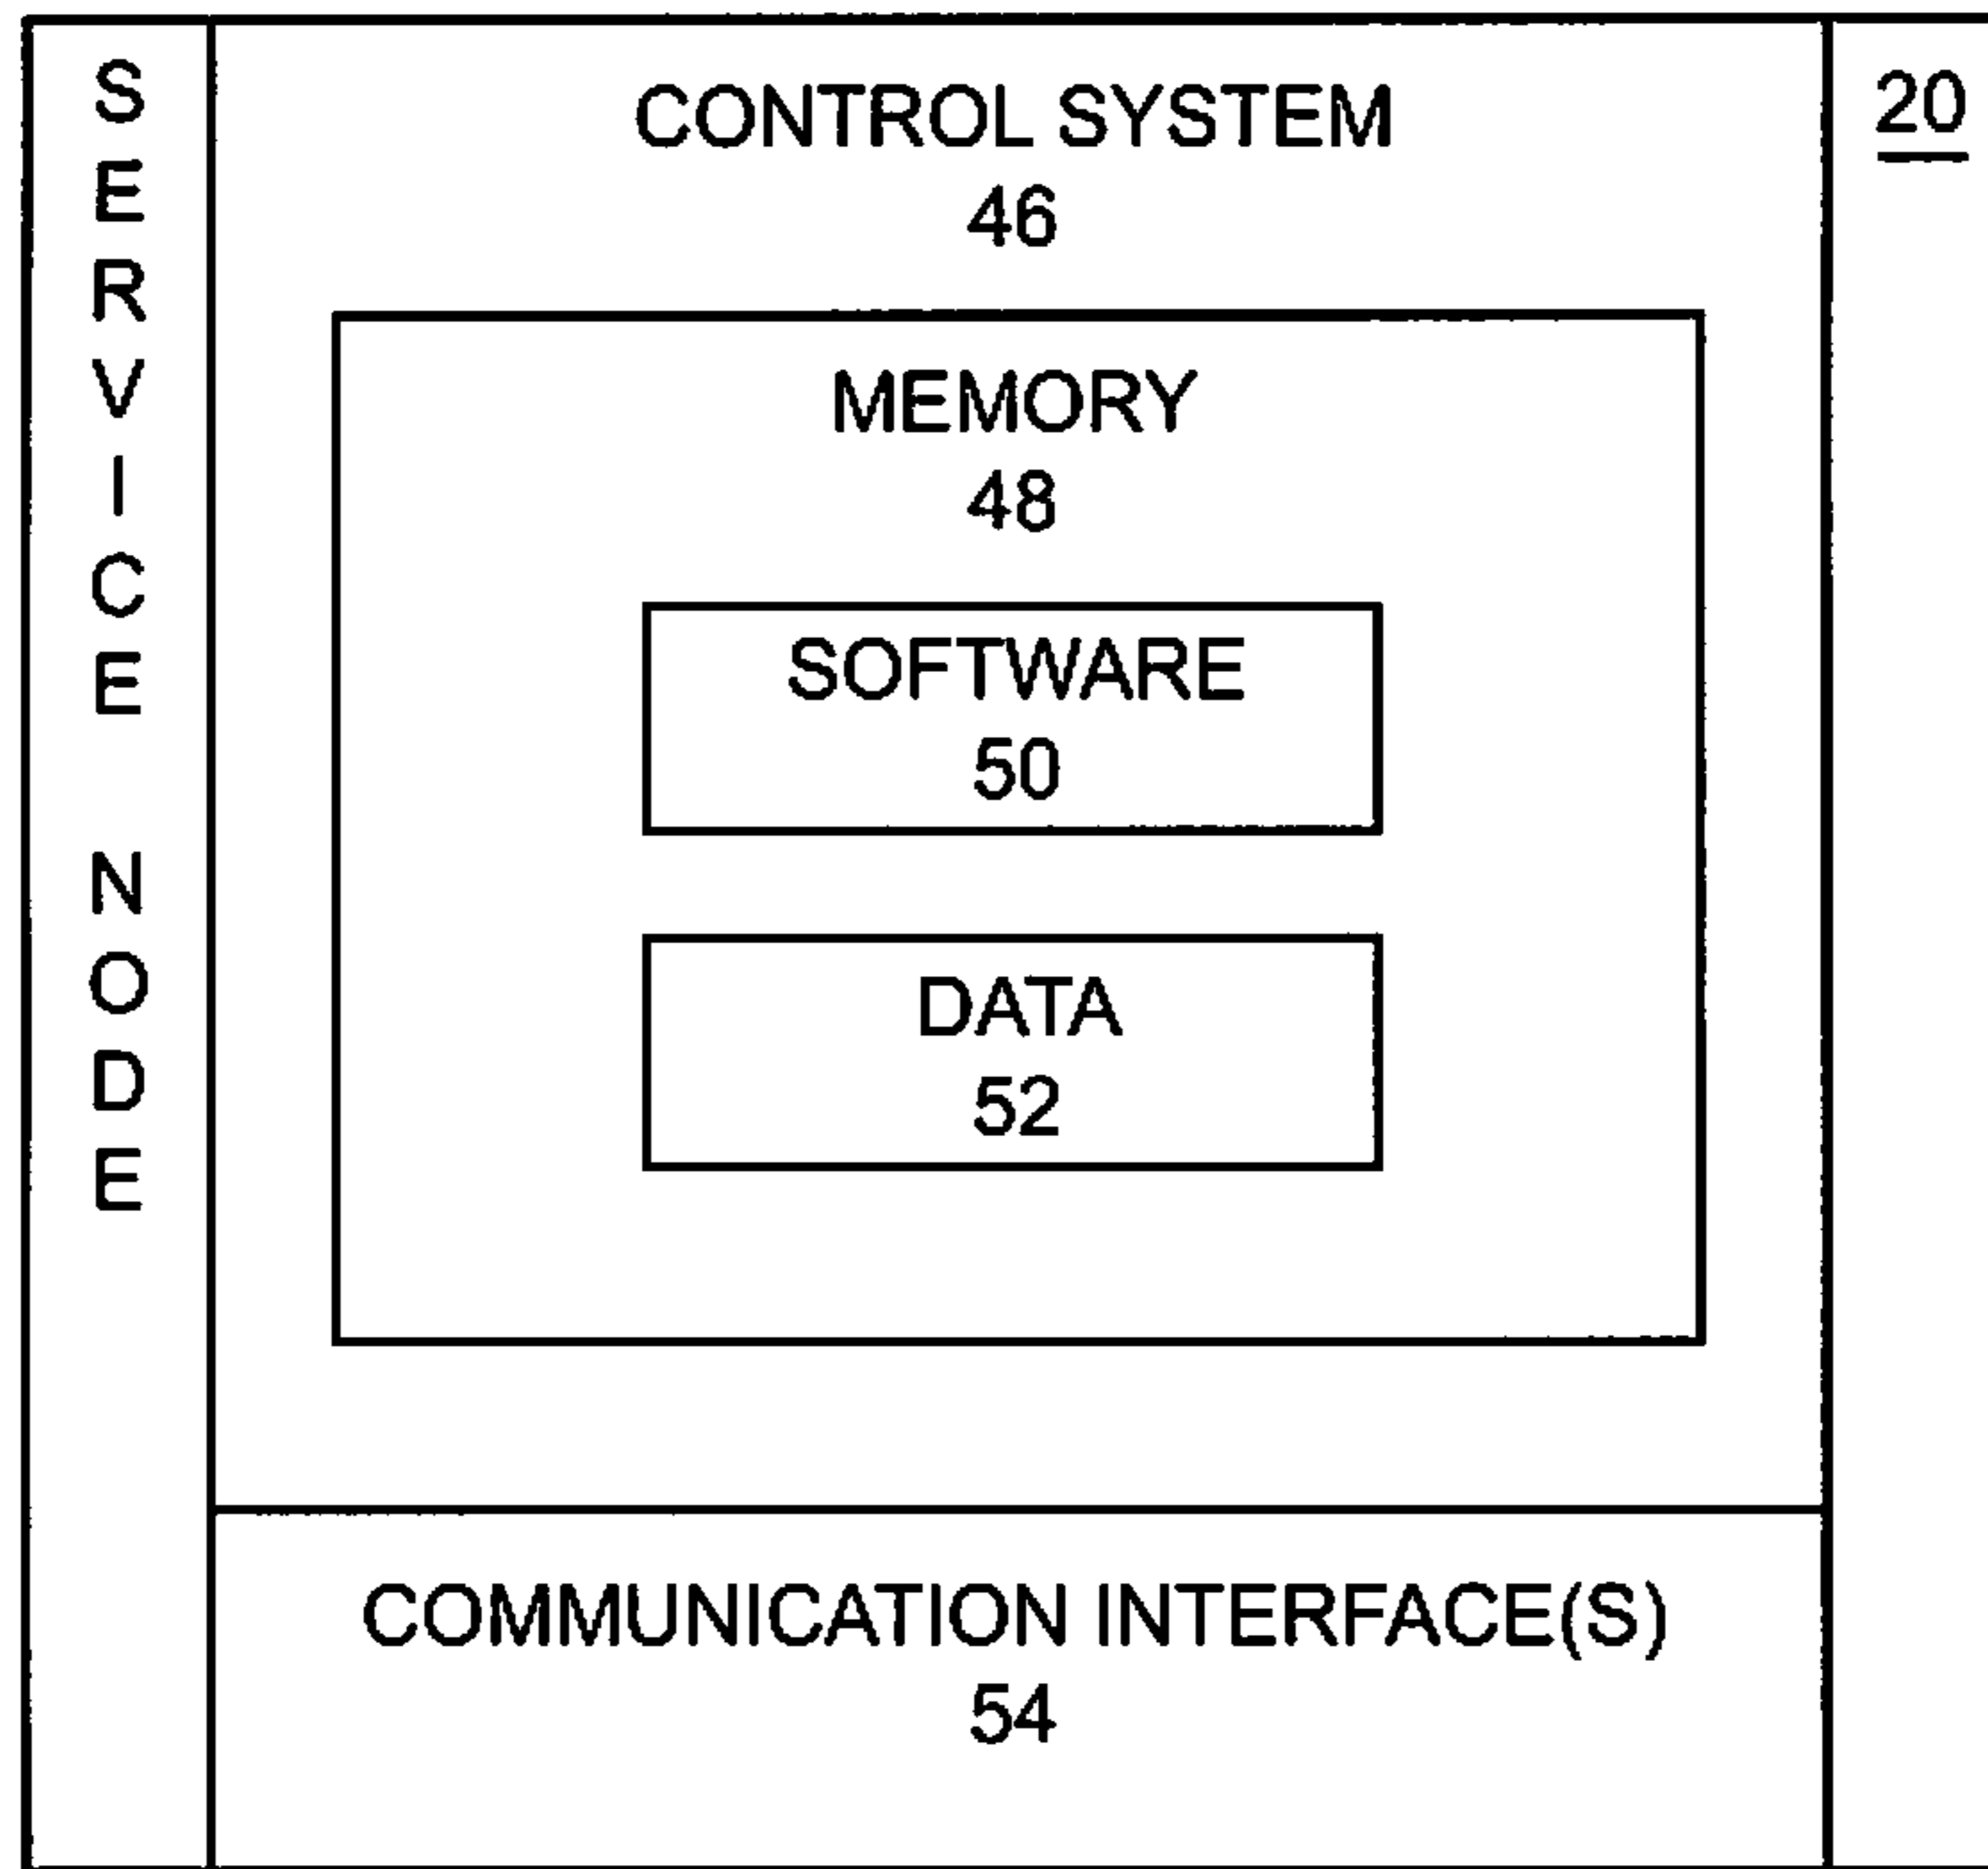 SERVICE NODE
CONTROL SYSTEM
46
20
MEMORY
48
SOFTWARE
50
DATA
52
COMMUNICATION INTERFACE(S)
54